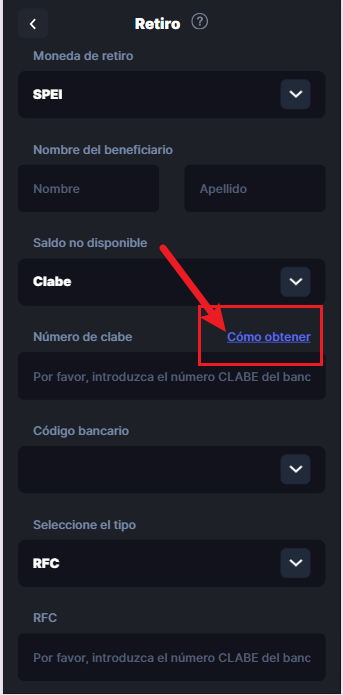 Retiro ?
Moneda de retiro
SPEI
Nombre del beneficiario
Nombre Apellido
Saldo no disponible
Clabe
Número de clabe Cómo obtener
Por favor, introduzca el número CLABE del banc
Código bancario
Seleccione el tipo
RFC
RFC
Por favor, introduzca el número CLABE del banc